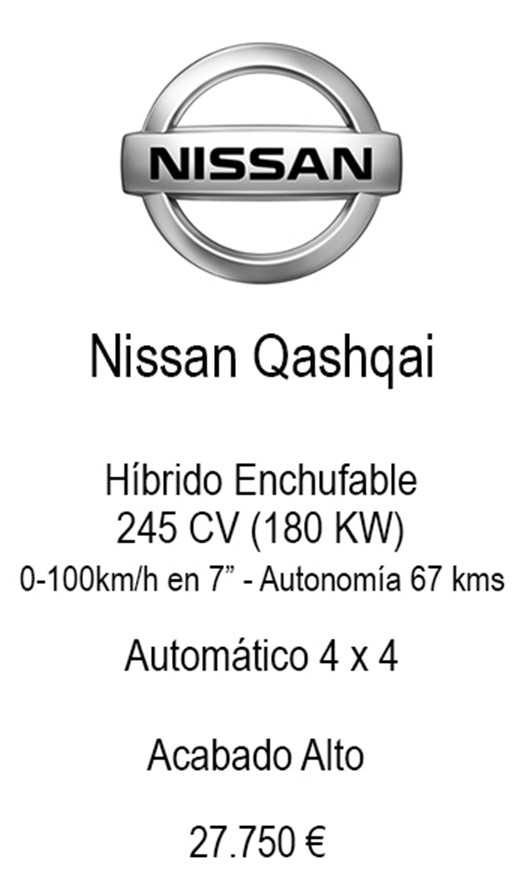 NISSAN
Nissan Qashqai
Híbrido Enchufable
245 CV (180 KW)
0-100km/h en 7” - Autonomía 67 kms
Automático 4 x 4
Acabado Alto
27.750 €